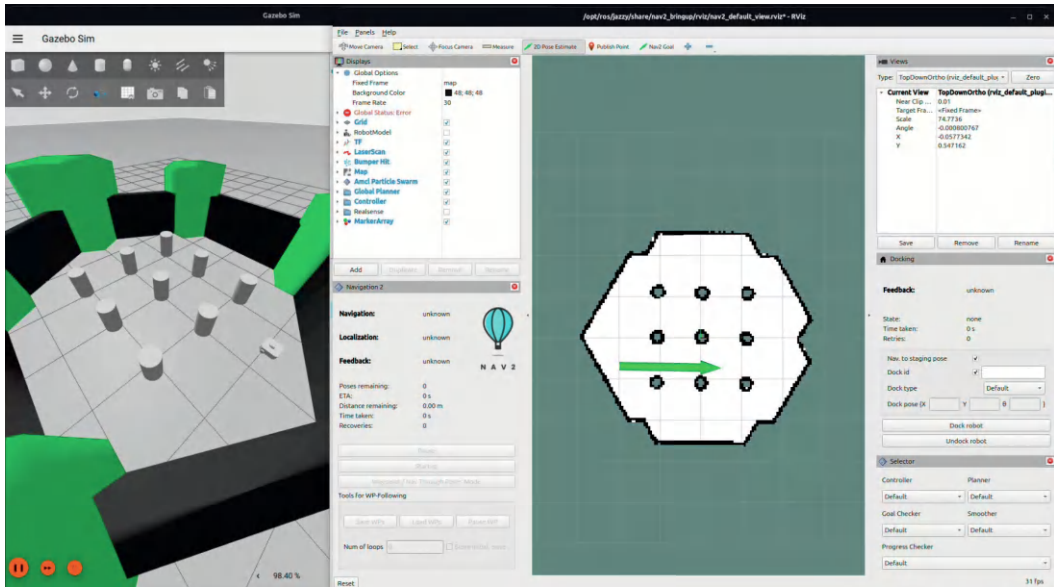 Gazebo Sim
/opt/ros/jazzy/share/nav2_bringup/rviz/nav2_default_view.rviz* - RViz
Gazebo Sim
98.40 %
File Panels Help
Move Camera Select Focus Camera Measure 2D Pose Estimate Publish Point Nav2 Goal
Displays
Global Options
Fixed Frame map
Background Color 48; 48; 48
Frame Rate 30
Global Status: Error
Grid
RobotModel
TF
LaserScan
Bumper Hit
Map
Amcl Particle Swarm
Global Planner
Controller
Realsense
MarkerArray
Add Duplicate Remove Rename
Navigation 2
Navigation: unknown
Localization: unknown
Feedback: unknown
NAV2
Poses remaining: 0
ETA: 0 s
Distance remaining: 0.00 m
Time taken: 0 s
Recoveries: 0
Tools for WP-Following
Num of loops
Reset
Views
Type: TopDownOrtho (rviz_default_plu Zero
Current View TopDownOrtho (rviz_default_plugi...
Near Clip ... 0.01
Target Fra... <Fixed Frame>
Scale 74.7736
Angle -0.000800767
X -0.0577342
Y 0.547162
Save Remove Rename
Docking
Feedback: unknown
State: none
Time taken: 0 s
Retries: 0
Nav. to staging pose
Dock id
Dock type Default
Dock pose (X Y θ )
Dock robot
Undock robot
Selector
Controller Planner
Default Default
Goal Checker Smoother
Default Default
Progress Checker
Default
31 fps